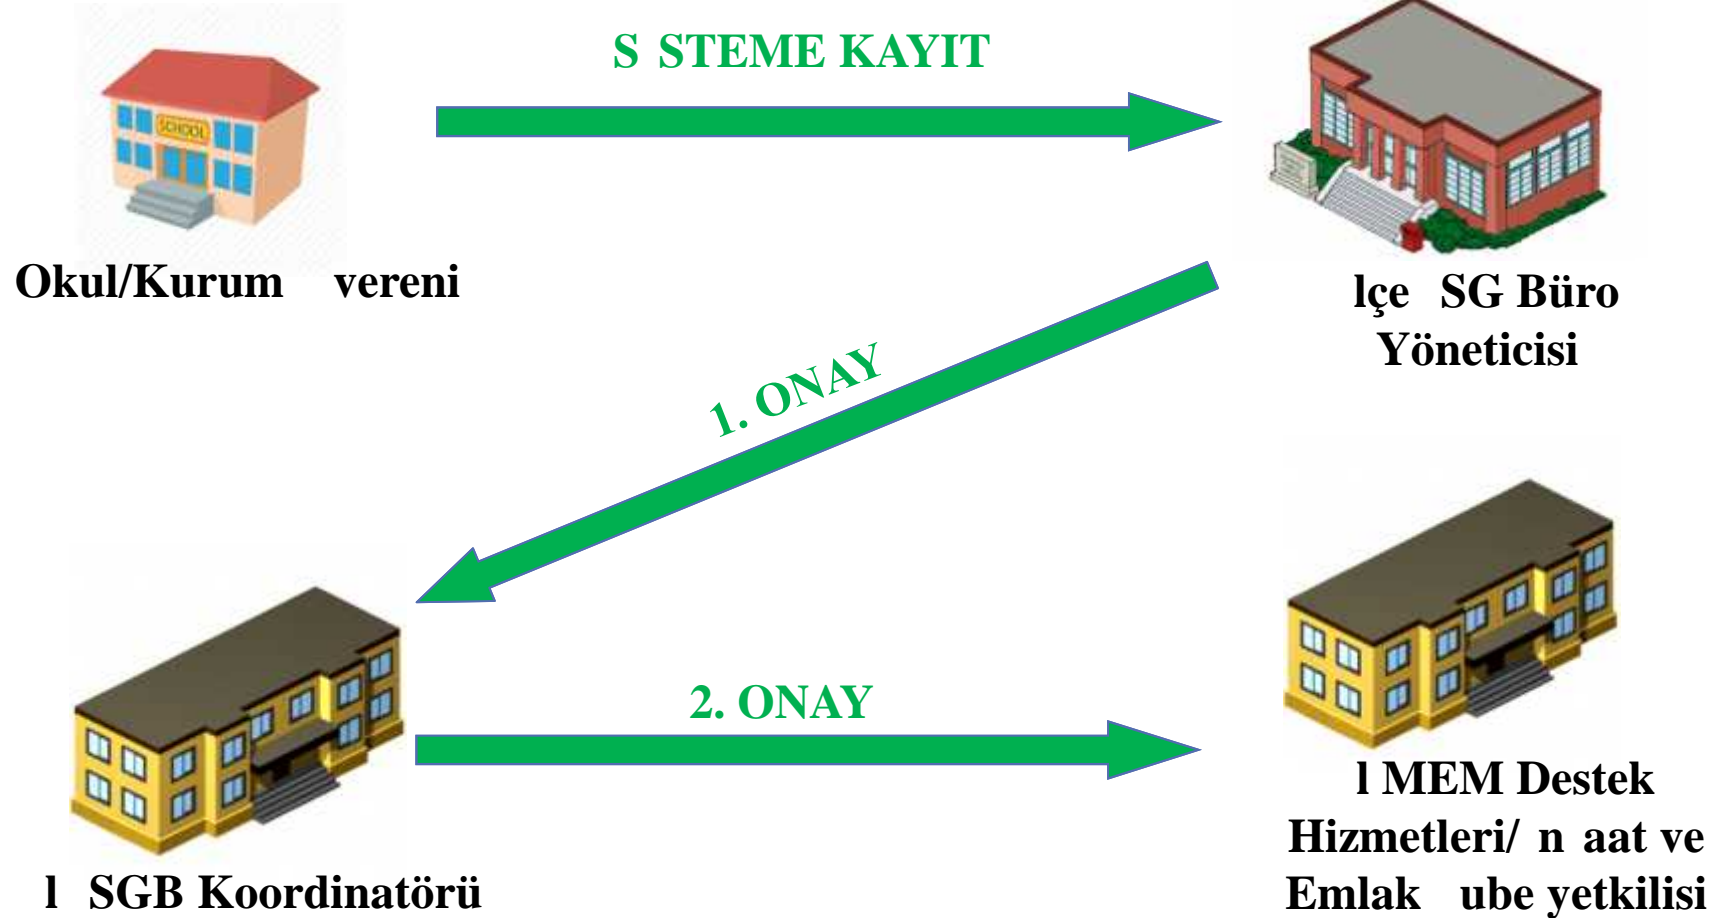 S STEME KAYIT
SCHOOL
Okul/Kurum vereni
lçe SG Büro
Yöneticisi
1. ONAY
2. ONAY
l MEM Destek
Hizmetleri/ n aat ve
Emlak ube yetkilisi
l SGB Koordinatörü